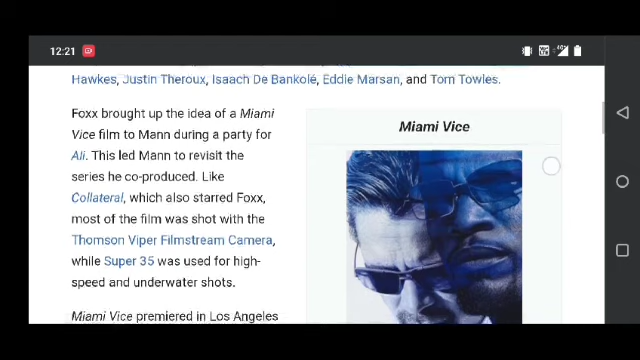 12:21
Hawkes, Justin Theroux, Isaach De Bankolé, Eddie Marsan, and Tom Towles.
Foxx brought up the idea of a Miami
Vice film to Mann during a party for
Ali. This led Mann to revisit the
series he co-produced. Like
Collateral, which also starred Foxx,
most of the film was shot with the
Thomson Viper Filmstream Camera,
while Super 35 was used for high-
speed and underwater shots.
Miami Vice premiered in Los Angeles
Miami Vice